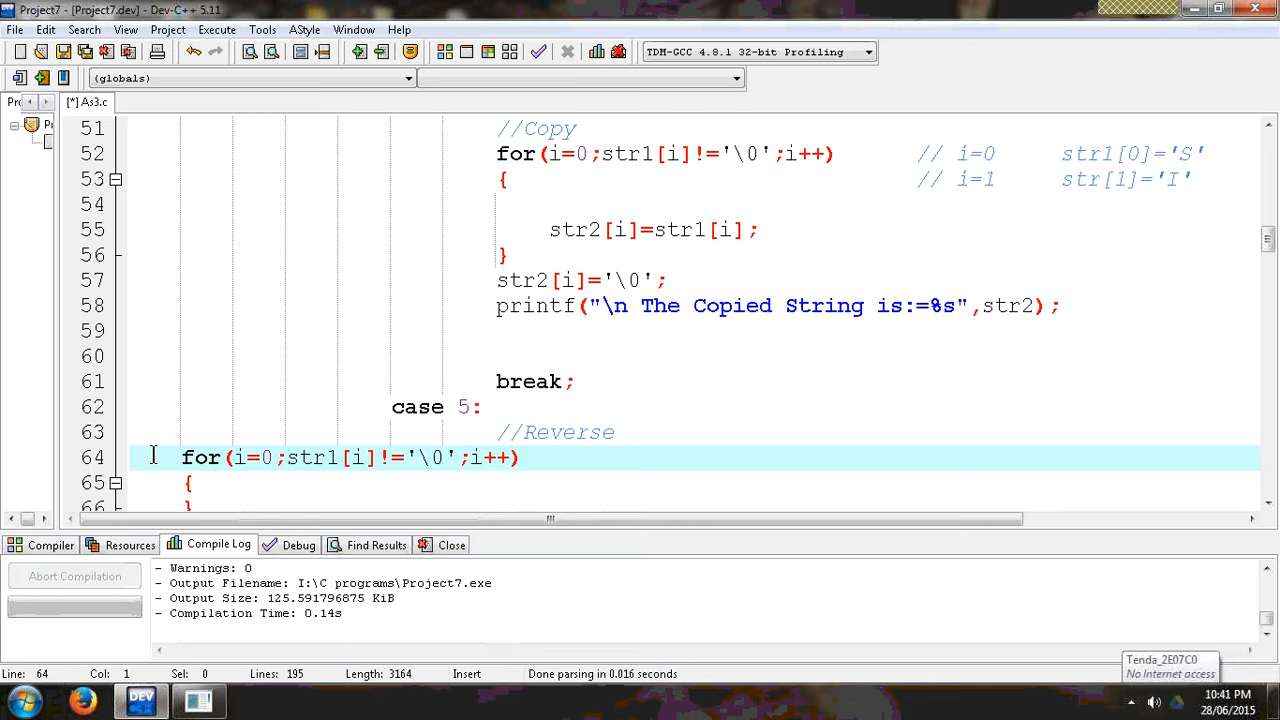 Project7 - [Project7.dev] - Dev-C++ 5.11
File Edit Search View Project Execute Tools AStyle Window Help
TDM-GCC 4.8.1 32-bit Profiling
(globals)
Prc
[*] As3.c
51 //Copy
52 for(i=0;str1[i]!='\0';i++) // i=0 str1[0]='S'
53 { // i=1 str[1]='I'
54
55 str2[i]=str1[i];
56 }
57 str2[i]='\0';
58 printf("\n The Copied String is:=%s",str2);
59
60
61 break;
62 case 5:
63 //Reverse
64 for(i=0;str1[i]!='\0';i++)
65 {
66 }
Compiler Resources Compile Log Debug Find Results Close
Abort Compilation
- Warnings: 0
- Output Filename: I:\C programs\Project7.exe
- Output Size: 125.591796875 KiB
- Compilation Time: 0.14s
Line: 64 Col: 1 Sel: 0 Lines: 195 Length: 3164 Insert Done parsing in 0.016 seconds
Tenda_2E07C0
No Internet access
DEV
10:41 PM
28/06/2015